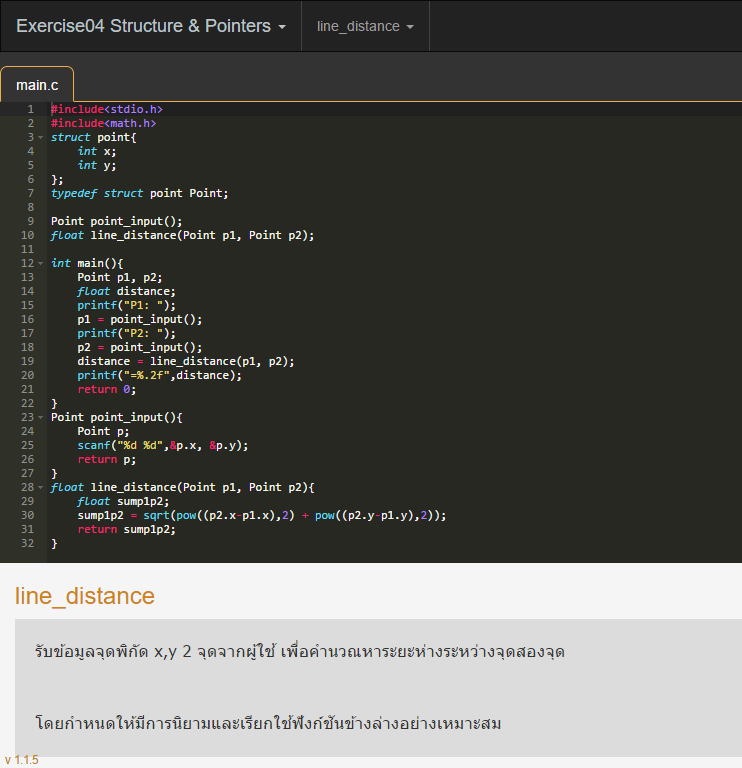 Exercise04 Structure & Pointers
line_distance
main.c
1 #include<stdio.h>
2 #include<math.h>
3 struct point{
4 int x;
5 int y;
6 };
7 typedef struct point Point;
8
9 Point point_input();
10 float line_distance(Point p1, Point p2);
11
12 int main(){
13 Point p1, p2;
14 float distance;
15 printf("P1: ");
16 p1 = point_input();
17 printf("P2: ");
18 p2 = point_input();
19 distance = line_distance(p1, p2);
20 printf("=%.2f",distance);
21 return 0;
22 }
23 Point point_input(){
24 Point p;
25 scanf("%d %d",&p.x, &p.y);
26 return p;
27 }
28 float line_distance(Point p1, Point p2){
29 float sump1p2;
30 sump1p2 = sqrt(pow((p2.x-p1.x),2) + pow((p2.y-p1.y),2));
31 return sump1p2;
32 }
line_distance
รับข้อมูลจุดพิกัด x,y 2 จุดจากผู้ใช้ เพื่อคำนวณหาระยะห่างระหว่างจุดสองจุด
โดยกำหนดให้มีการนิยามและเรียกใช้ฟังก์ชันข้างล่างอย่างเหมาะสม
v 1.1.5